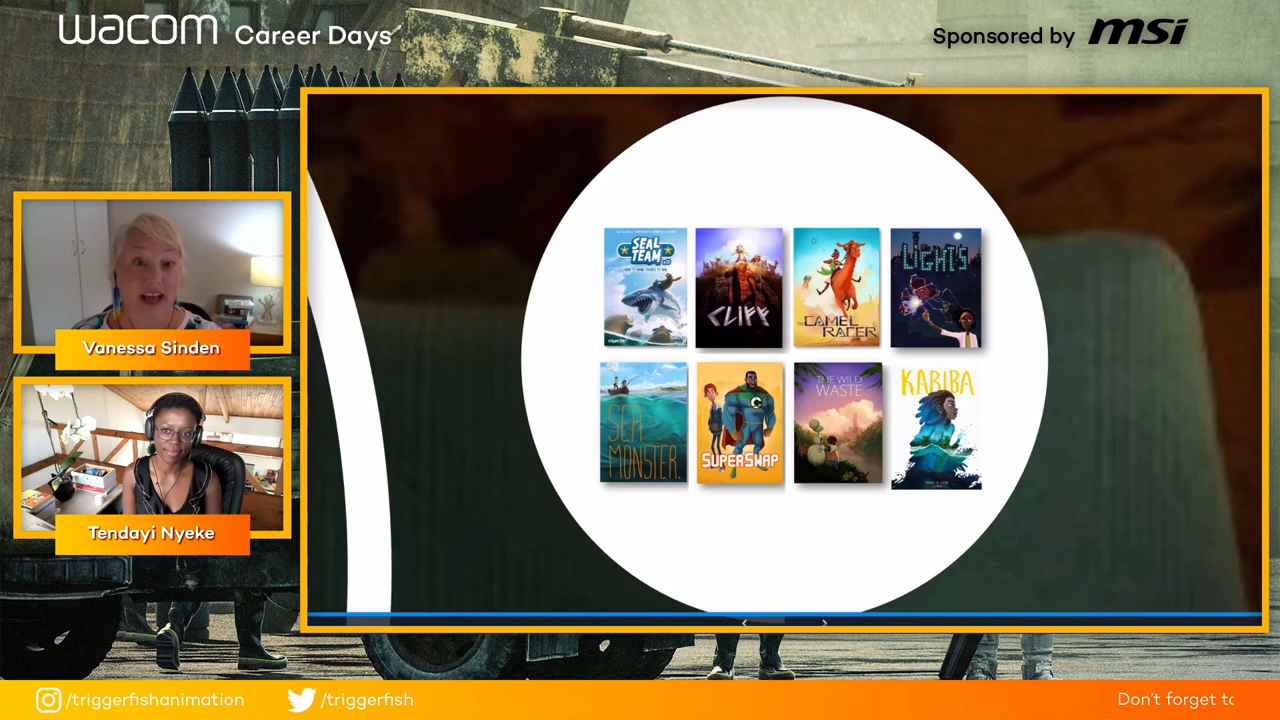 wacom Career Days
Sponsored by msi
SEAL
TEAM
CLIFF
THE CAMEL
RACER
LIGHTS
SEA
MONSTER.
SUPERSWAP
THE WILD
WASTE
KABIBA
Vanessa Sinden
Tendayi Nyeke
/triggerfishanimation
/triggerfish
Don't forget to